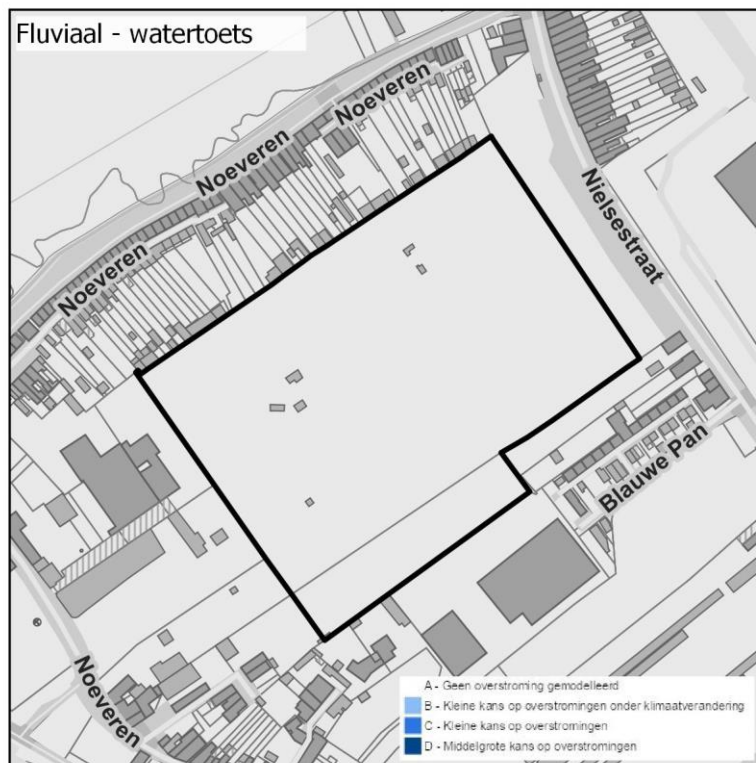 Fluviaal - watertoets
Noeveren
Noeveren
Noeveren
Nielsestraat
Blauwe Pan
Noeveren
A - Geen overstroming gemodelleerd
B - Kleine kans op overstromingen onder klimaatverandering
C - Kleine kans op overstromingen
D - Middelgrote kans op overstromingen